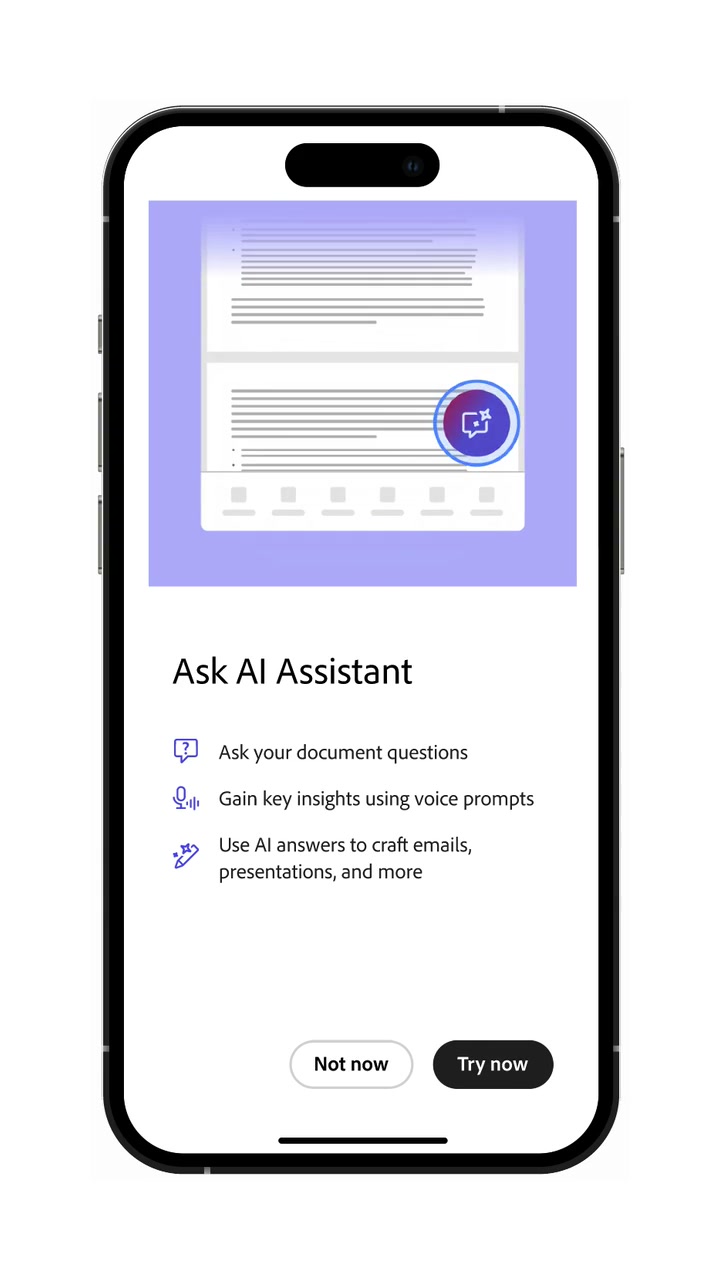 Ask AI Assistant
Ask your document questions
Gain key insights using voice prompts
Use AI answers to craft emails,
presentations, and more
Not now
Try now